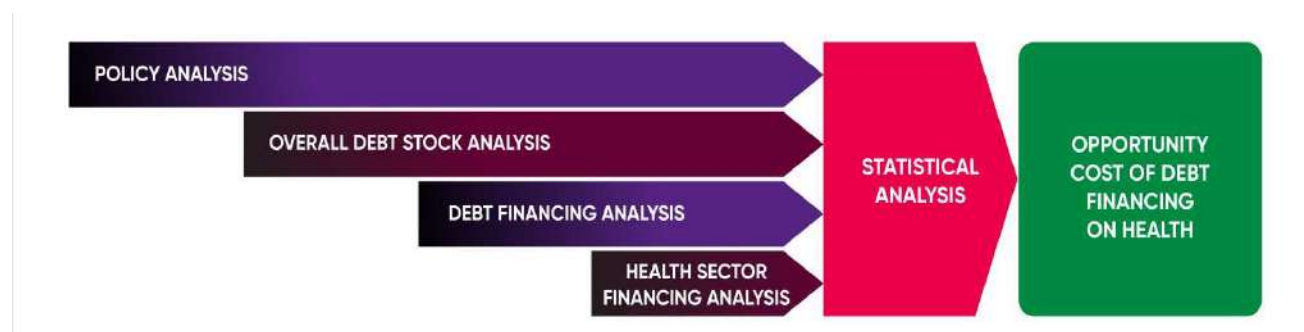 POLICY ANALYSIS
OVERALL DEBT STOCK ANALYSIS
DEBT FINANCING ANALYSIS
HEALTH SECTOR
FINANCING ANALYSIS
STATISTICAL
ANALYSIS
OPPORTUNITY
COST OF DEBT
FINANCING
ON HEALTH